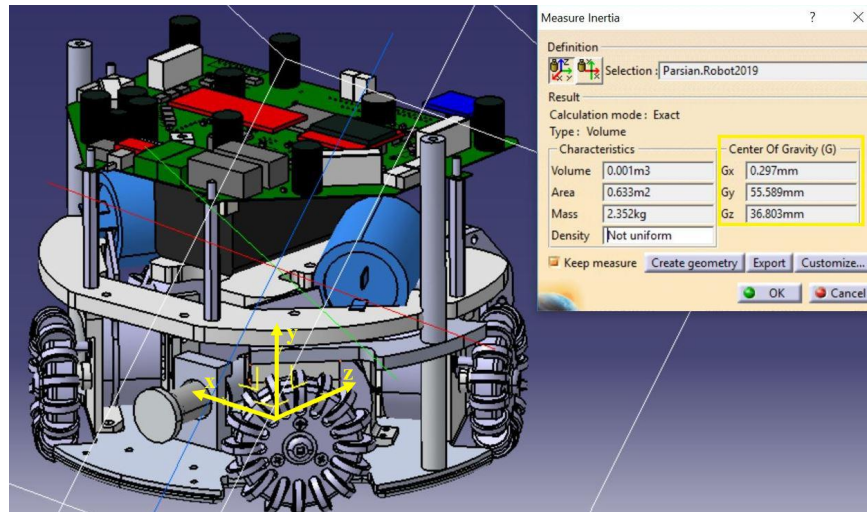 Measure Inertia ? X
Definition
Selection : Parsian.Robot2019
Result
Calculation mode : Exact
Type : Volume
Characteristics
Center Of Gravity (G)
Volume 0.001m3
Gx 0.297mm
Area 0.633m2
Gy 55.589mm
Mass 2.352kg
Gz 36.803mm
Density Not uniform
Keep measure Create geometry Export Customize...
OK Cancel
y
x z